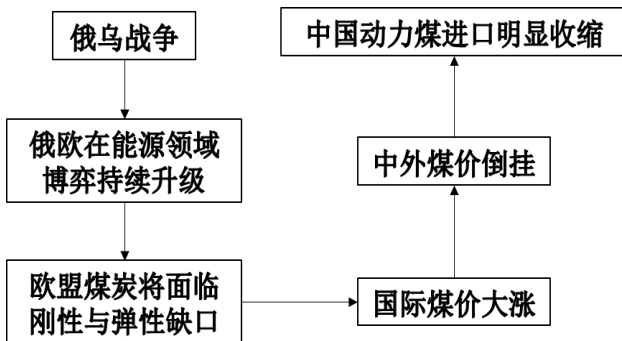 俄乌战争
俄欧在能源领域
博弈持续升级
欧盟煤炭将面临
刚性与弹性缺口
国际煤价大涨
中外煤价倒挂
中国动力煤进口明显收缩